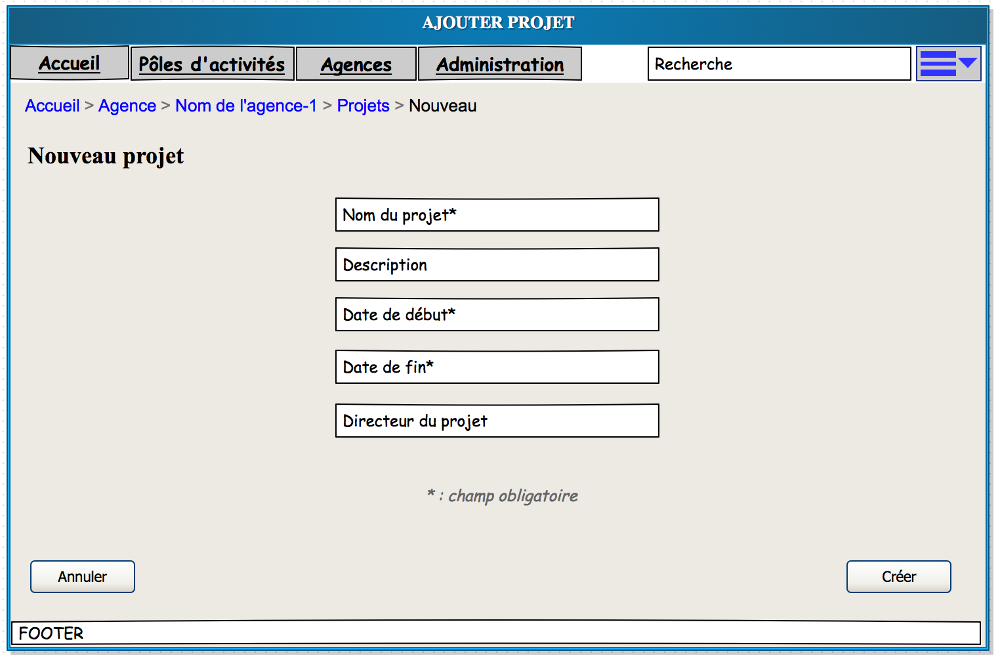 AJOUTER PROJET
Accueil Pôles d'activités Agences Administration Recherche
Accueil > Agence > Nom de l'agence-1 > Projets > Nouveau
Nouveau projet
Nom du projet*
Description
Date de début*
Date de fin*
Directeur du projet
* : champ obligatoire
Annuler Créer
FOOTER